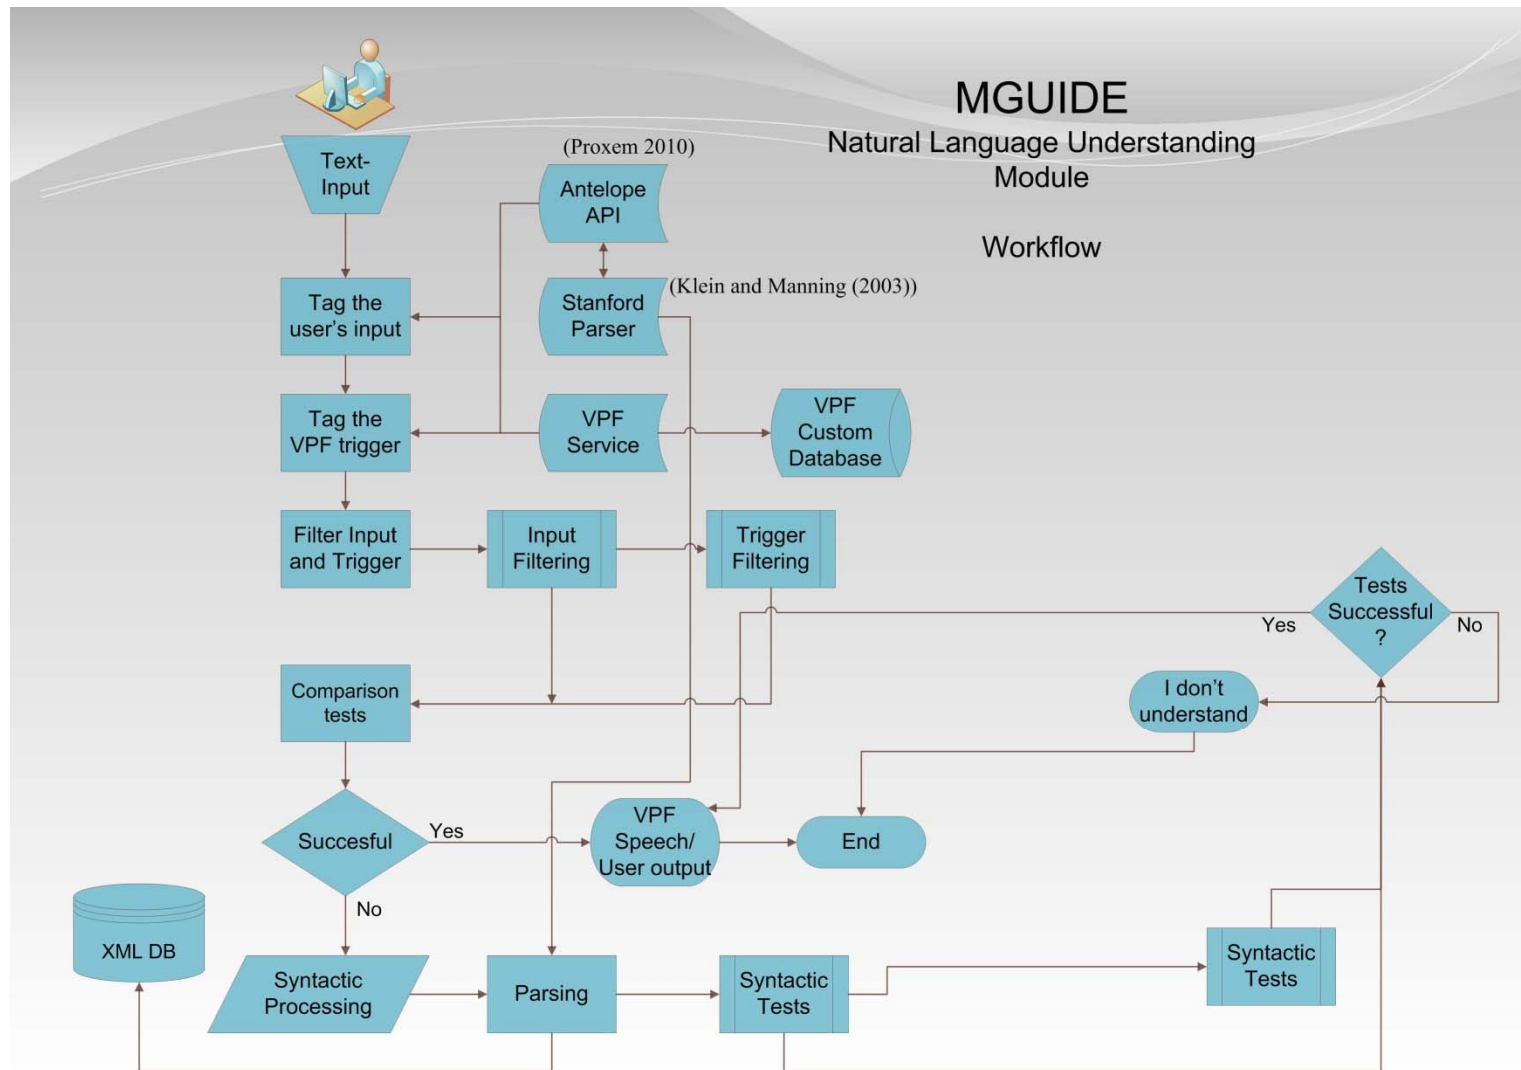 MGUIDE
Natural Language Understanding
Module
Workflow
Text-
Input
(Proxem 2010)
Antelope
API
Tag the
user's input
Stanford
Parser
(Klein and Manning (2003))
Tag the
VPF trigger
VPF
Service
VPF
Custom
Database
Filter Input
and Trigger
Input
Filtering
Trigger
Filtering
Tests
Successful
?
Yes
No
Comparison
tests
I don't
understand
Succesful
Yes
VPF
Speech/
User output
End
No
XML DB
Syntactic
Processing
Parsing
Syntactic
Tests
Syntactic
Tests